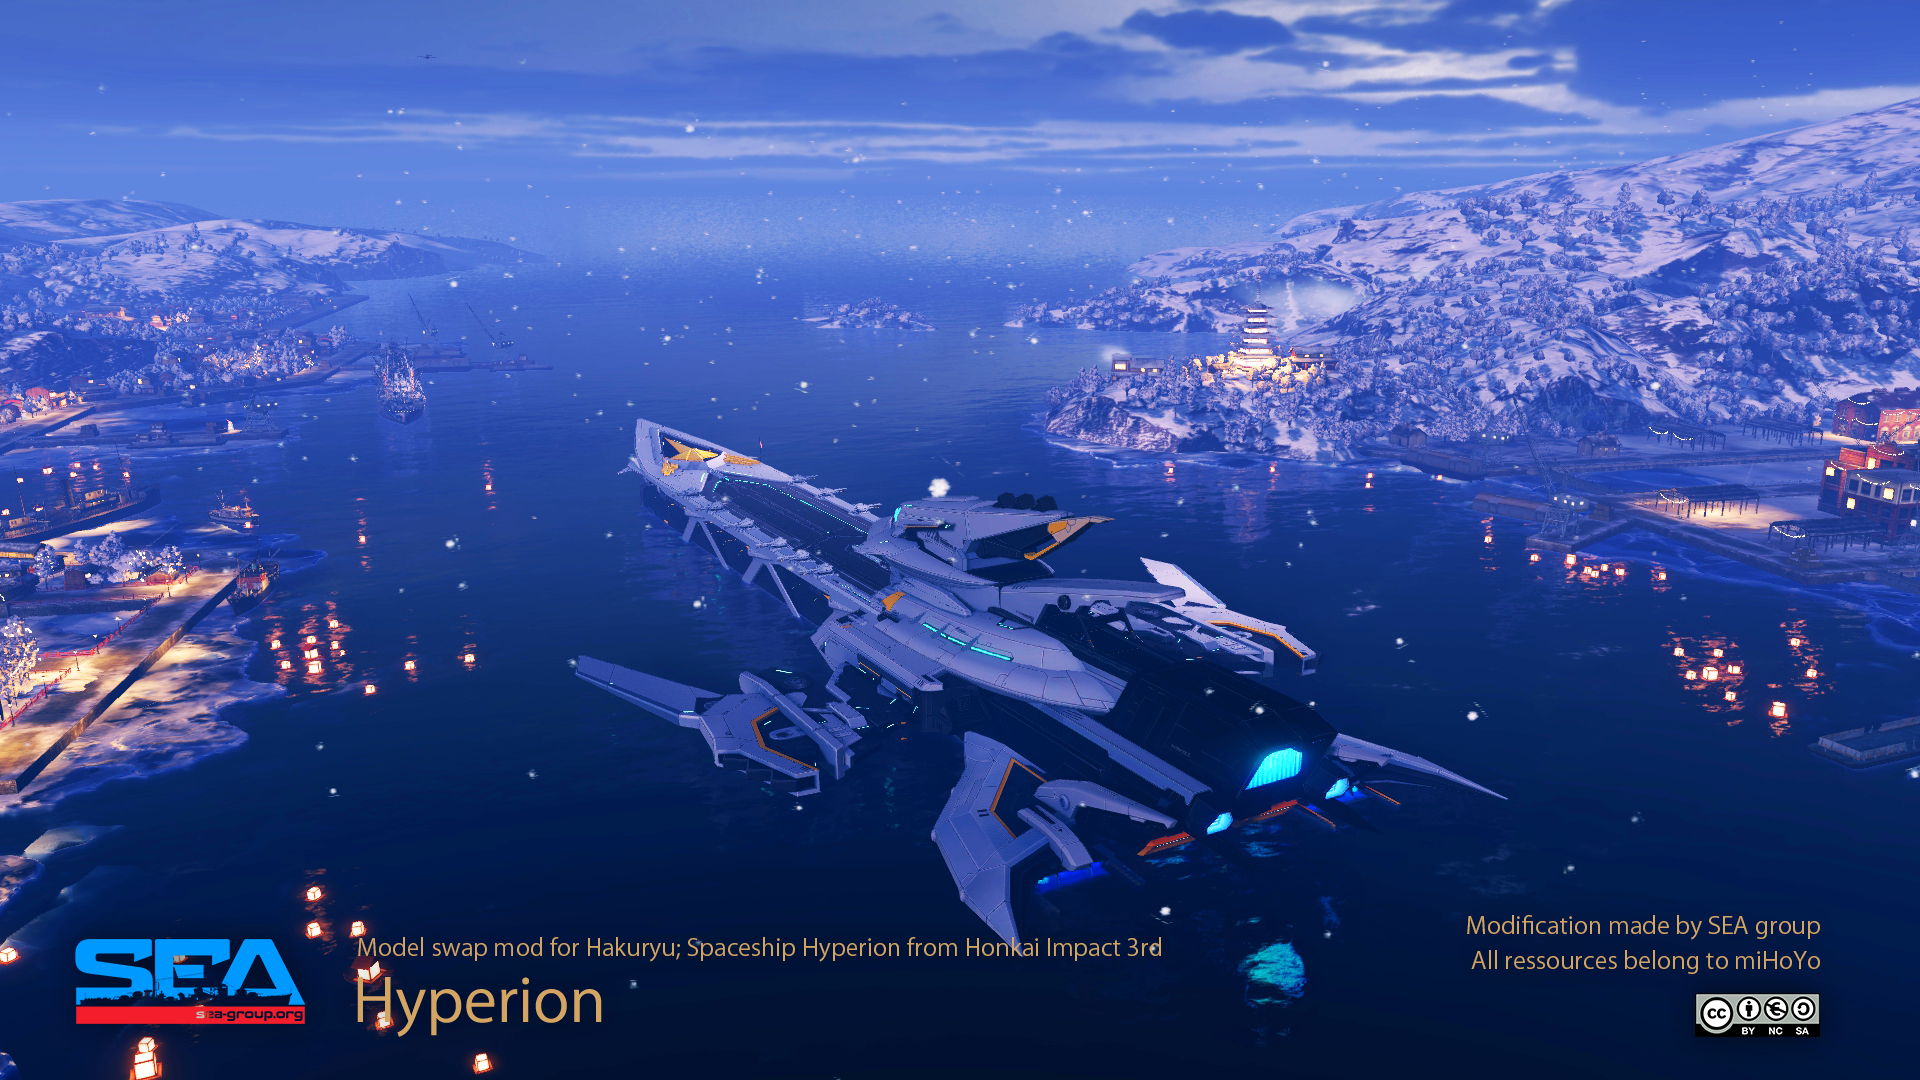 Model swap mod for Hakuryu; Spaceship Hyperion from Honkai Impact 3rd
Hyperion
SEA
sea-group.org
Modification made by SEA group
All ressources belong to miHoYo
cc
BY NC SA